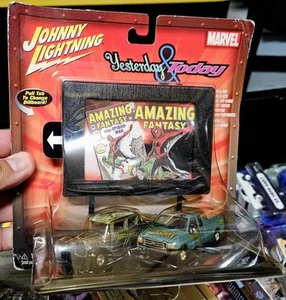 JOHNNY
LIGHTNING
MARVEL
Yesterday & Today
Pull Tab
To Change
Billboard!
AMAZING AMAZING
FANTASY FANTASY
SPIDER
MAN